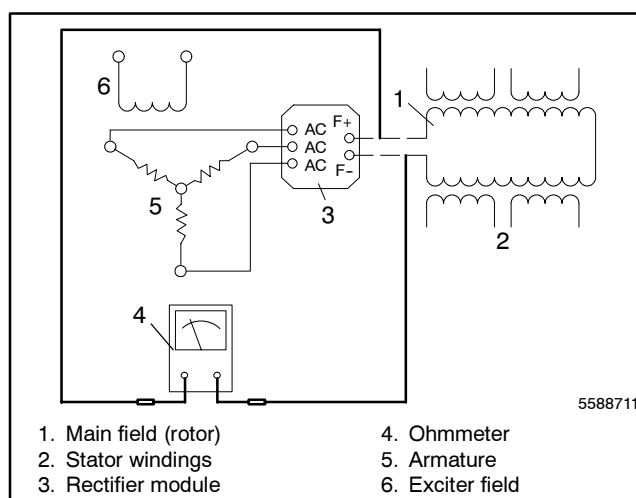 6
1
AC F+
AC
AC F-
5
3
2
4
5588711
1. Main field (rotor)
2. Stator windings
3. Rectifier module
4. Ohmmeter
5. Armature
6. Exciter field